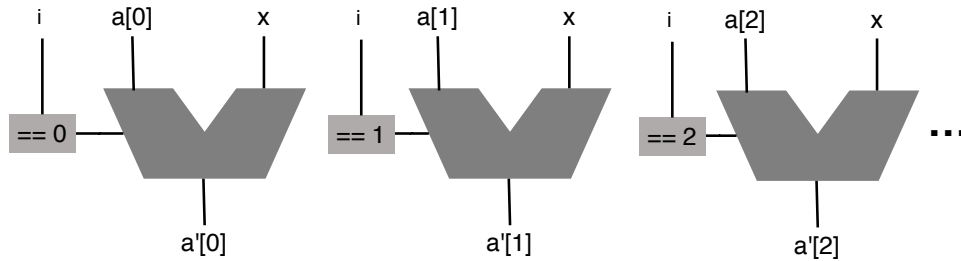 i a[0] x i a[1] x i a[2] x
== 0 == 1 == 2 ...
a'[0] a'[1] a'[2]